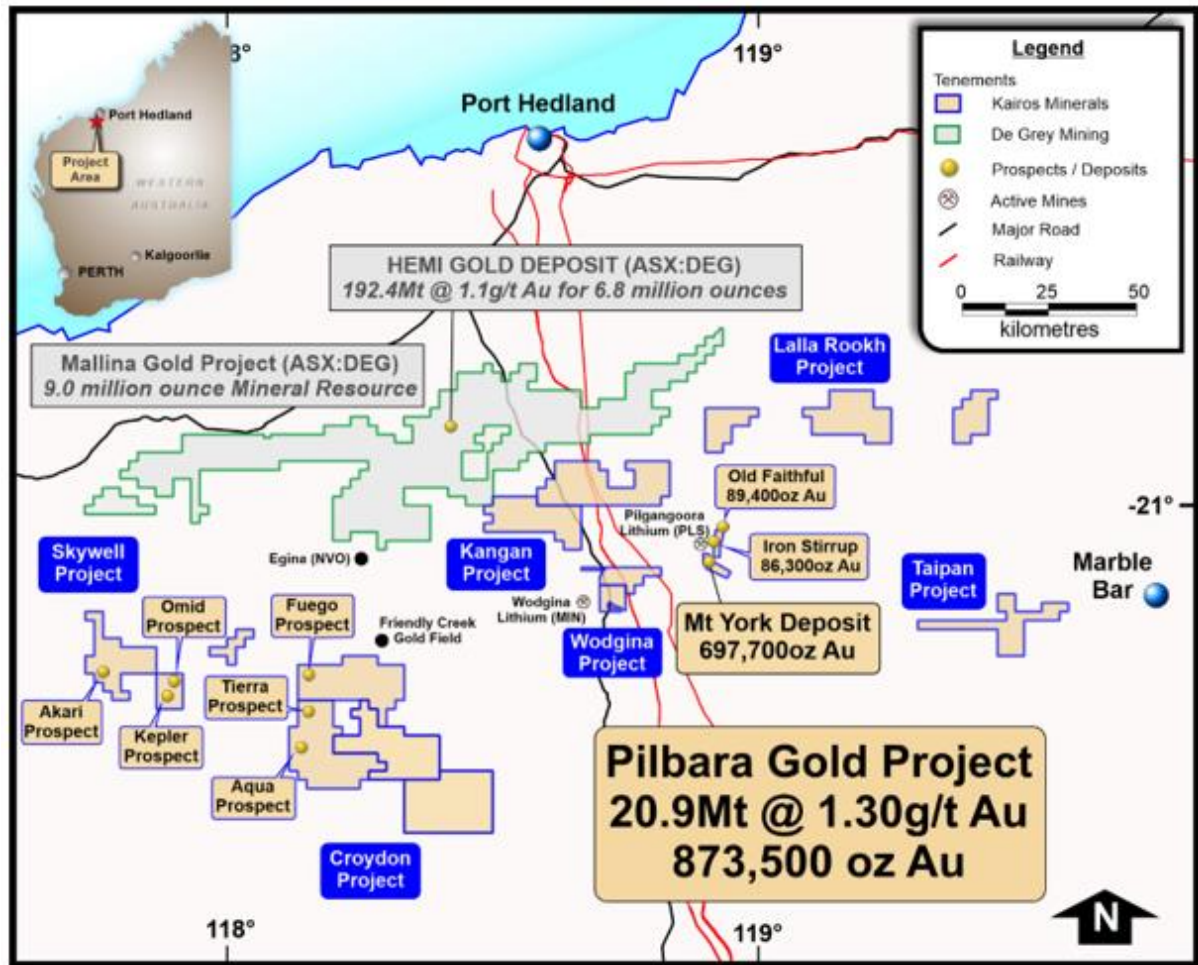 8°
119°
Port Hedland
Port Hedland
Project
Area
WESTERN
AUSTRALIA
Kalgoorlie
PERTH
Legend
Tenements
Kairos Minerals
De Grey Mining
Prospects / Deposits
Active Mines
Major Road
Railway
0 25 50
kilometres
HEMI GOLD DEPOSIT (ASX:DEG)
192.4Mt @ 1.1g/t Au for 6.8 million ounces
Mallina Gold Project (ASX:DEG)
9.0 million ounce Mineral Resource
Lalla Rookh
Project
Old Faithful
89,400oz Au
-21°
Pilgangoora
Lithium (PLS)
Iron Stirrup
86,300oz Au
Skywell
Project
Egina (NVO)
Kangan
Project
Taipan
Project
Marble
Bar
Omid
Prospect
Fuego
Prospect
Friendly Creek
Gold Field
Wodgina
Lithium (MIN)
Wodgina
Project
Mt York Deposit
697,700oz Au
Akari
Prospect
Kepler
Prospect
Tierra
Prospect
Aqua
Prospect
Croydon
Project
Pilbara Gold Project
20.9Mt @ 1.30g/t Au
873,500 oz Au
118°
119°
N